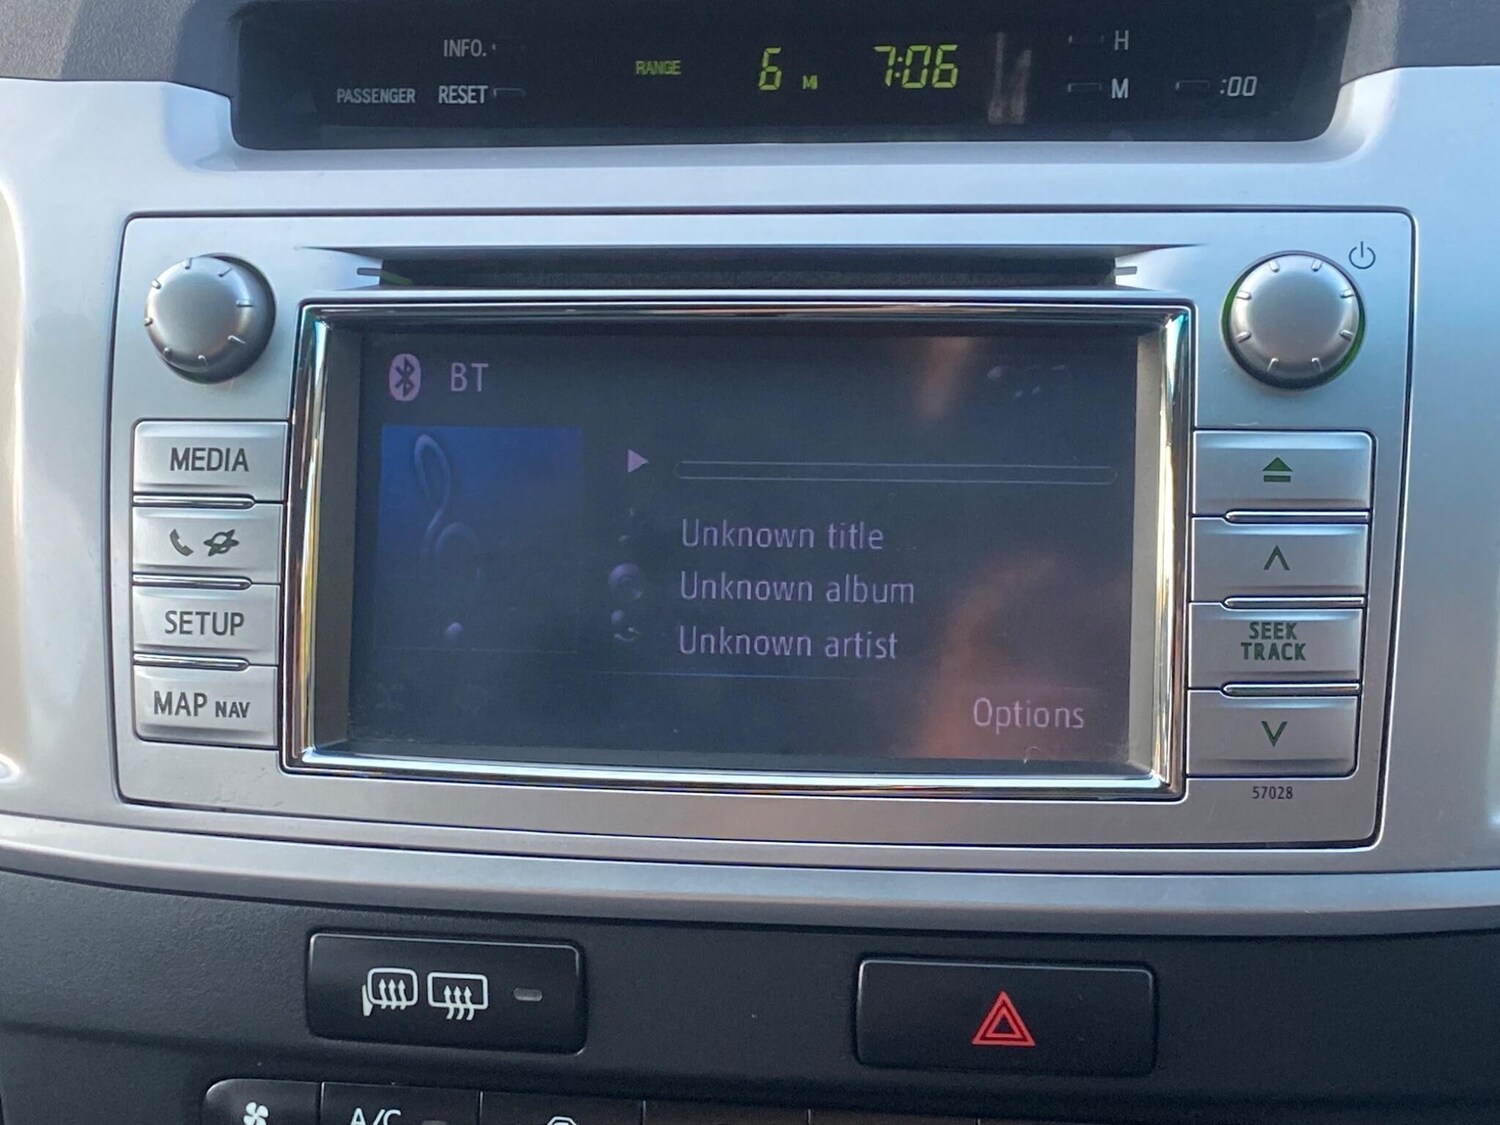 INFO.
PASSENGER RESET
RANGE 6 MI 7:06
H
M :00
BT
MEDIA
SETUP
MAP NAV
Unknown title
Unknown album
Unknown artist
Options
SEEK
TRACK
57028
A/C